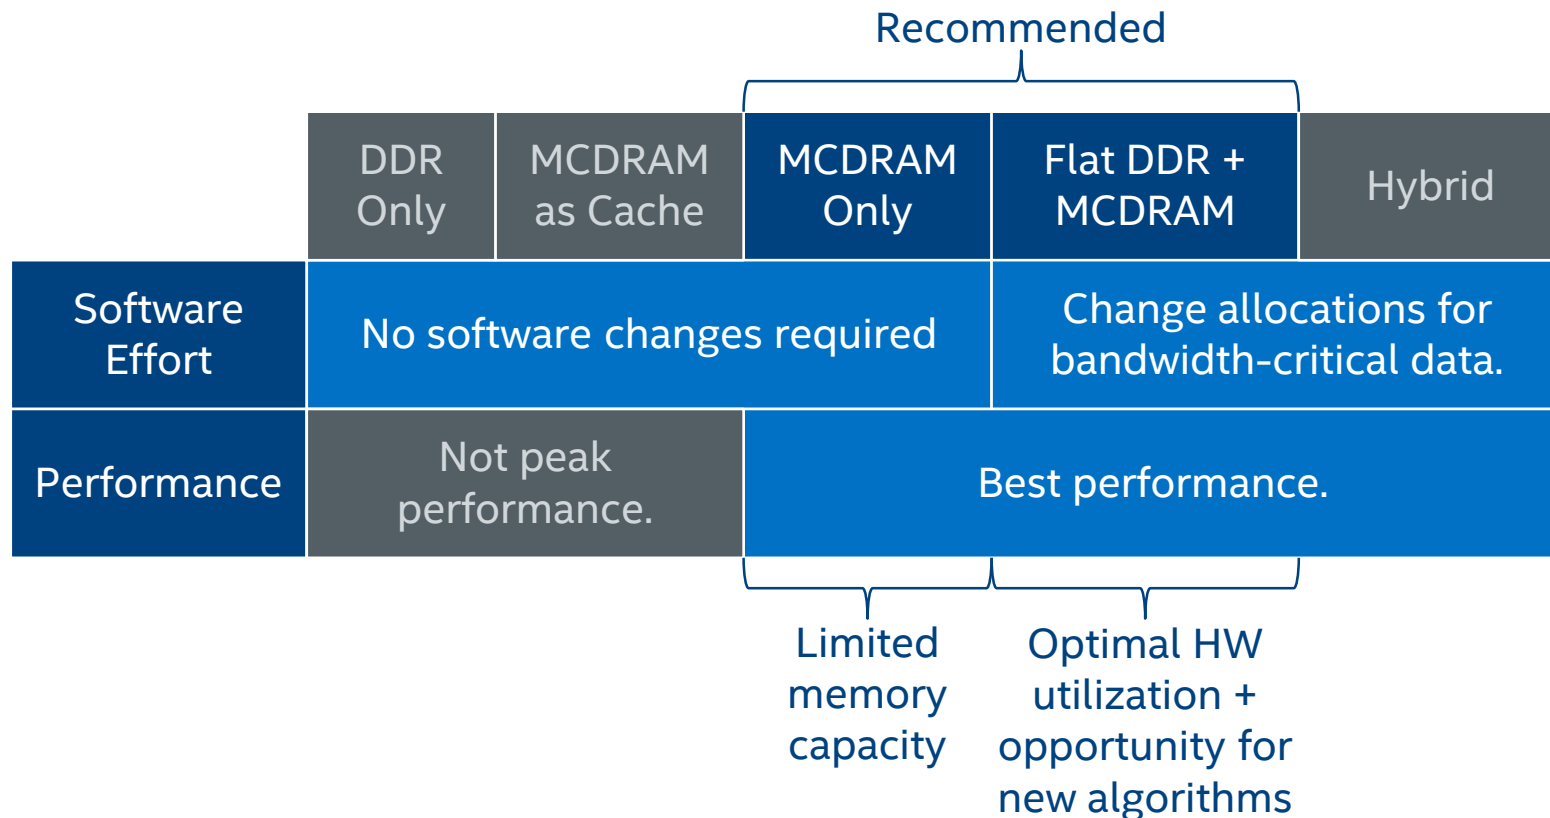 Recommended
DDR
Only
MCDRAM
as Cache
MCDRAM
Only
Flat DDR +
MCDRAM
Hybrid
Software
Effort
No software changes required
Change allocations for
bandwidth-critical data.
Performance
Not peak
performance.
Best performance.
Limited
memory
capacity
Optimal HW
utilization +
opportunity for
new algorithms